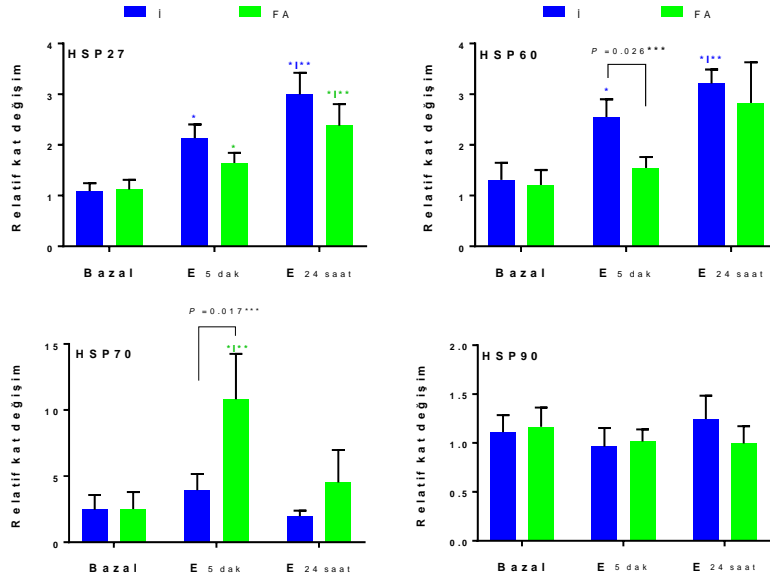 İ FA
HSP27
Relatif kat değişim
4
3
2
1
0
*
*
*|**
*|**
Bazal E 5 dak E 24 saat
İ FA
HSP60
P =0.026***
Relatif kat değişim
4
3
2
1
0
*
*|**
Bazal E 5 dak E 24 saat
HSP70
P =0.017***
Relatif kat değişim
15
10
5
0
*|**
Bazal E 5 dak E 24 saat
HSP90
Relatif kat değişim
2.0
1.5
1.0
0.5
0.0
Bazal E 5 dak E 24 saat